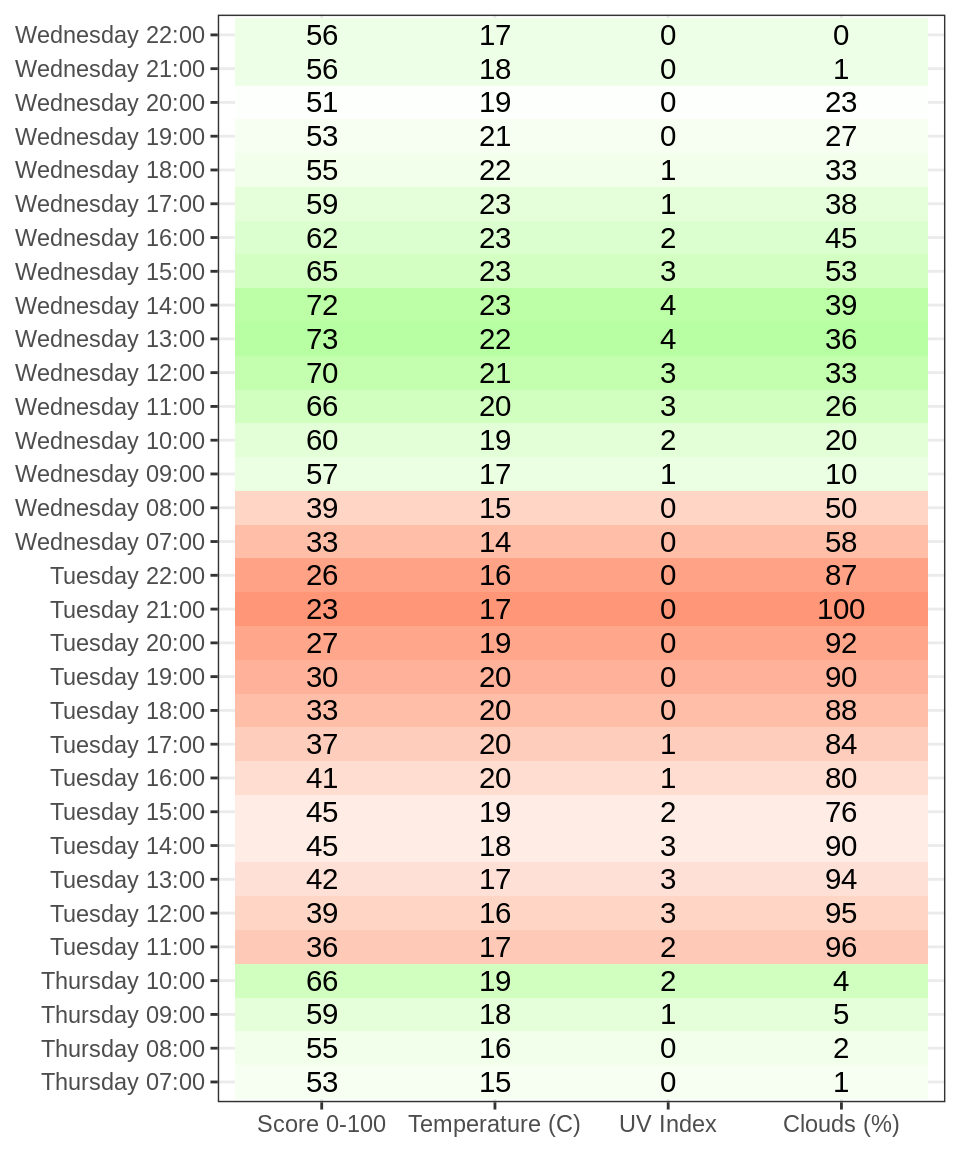 Wednesday 22:00 56 17 0 0
Wednesday 21:00 56 18 0 1
Wednesday 20:00 51 19 0 23
Wednesday 19:00 53 21 0 27
Wednesday 18:00 55 22 1 33
Wednesday 17:00 59 23 1 38
Wednesday 16:00 62 23 2 45
Wednesday 15:00 65 23 3 53
Wednesday 14:00 72 23 4 39
Wednesday 13:00 73 22 4 36
Wednesday 12:00 70 21 3 33
Wednesday 11:00 66 20 3 26
Wednesday 10:00 60 19 2 20
Wednesday 09:00 57 17 1 10
Wednesday 08:00 39 15 0 50
Wednesday 07:00 33 14 0 58
Tuesday 22:00 26 16 0 87
Tuesday 21:00 23 17 0 100
Tuesday 20:00 27 19 0 92
Tuesday 19:00 30 20 0 90
Tuesday 18:00 33 20 0 88
Tuesday 17:00 37 20 1 84
Tuesday 16:00 41 20 1 80
Tuesday 15:00 45 19 2 76
Tuesday 14:00 45 18 3 90
Tuesday 13:00 42 17 3 94
Tuesday 12:00 39 16 3 95
Tuesday 11:00 36 17 2 96
Thursday 10:00 66 19 2 4
Thursday 09:00 59 18 1 5
Thursday 08:00 55 16 0 2
Thursday 07:00 53 15 0 1
Score 0-100 Temperature (C) UV Index Clouds (%)